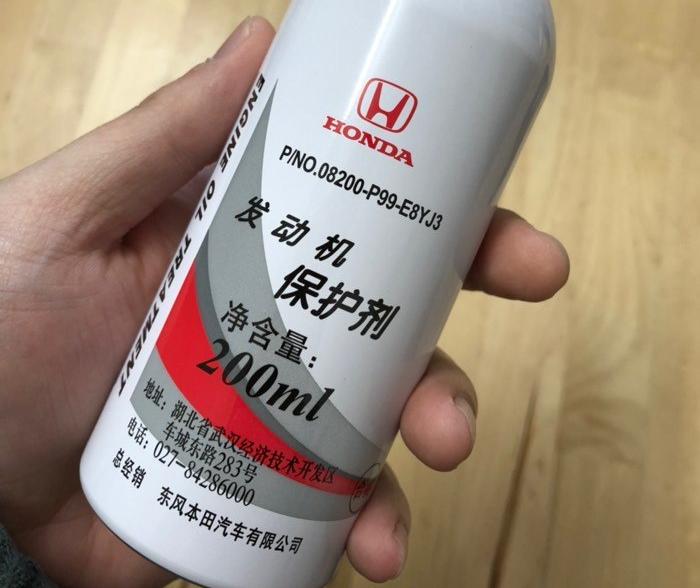 HONDA
P/NO.08200-P99-E8YJ3
发动机
保护剂
净含量:
200ml
地址:湖北省武汉经济技术开发区
车城东路283号
电话:027-84286000
总经销 东风本田汽车有限公司
ENGINE OIL TREATMENT